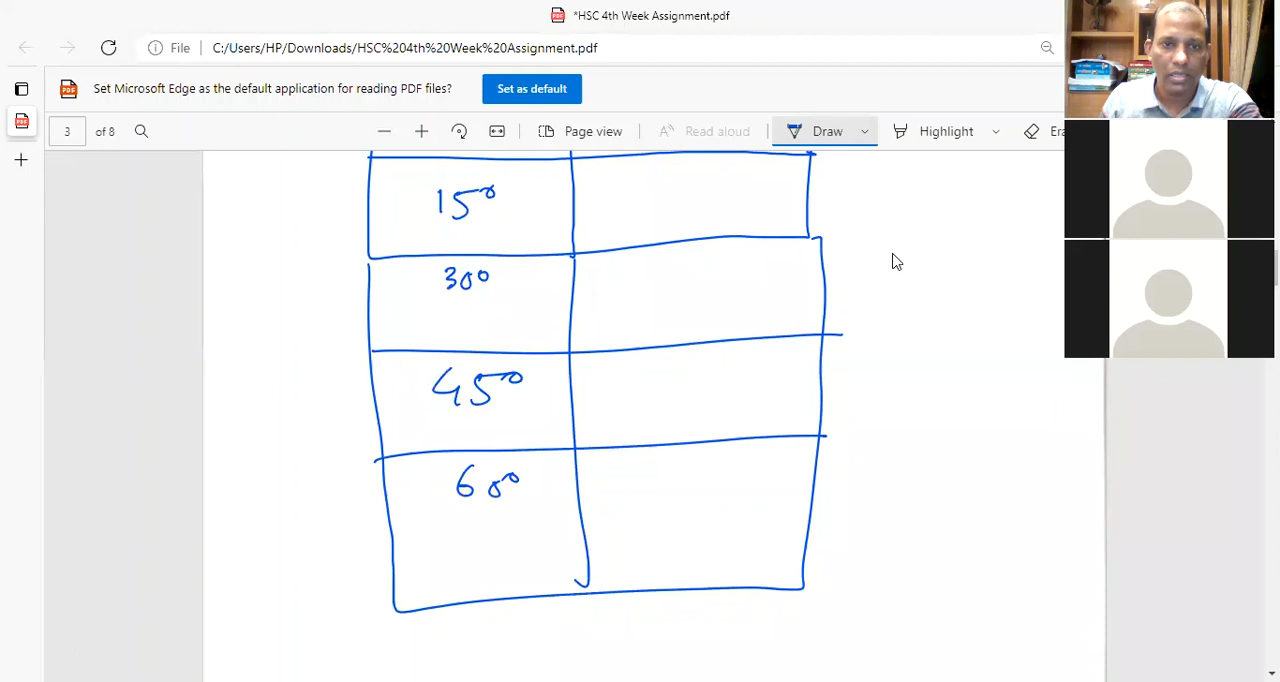 *HSC 4th Week Assignment.pdf
File C:/Users/HP/Downloads/HSC%204th%20Week%20Assignment.pdf
Set Microsoft Edge as the default application for reading PDF files? Set as default
3 of 8 Page view Read aloud Draw Highlight Era
15°
30°
45°
60°